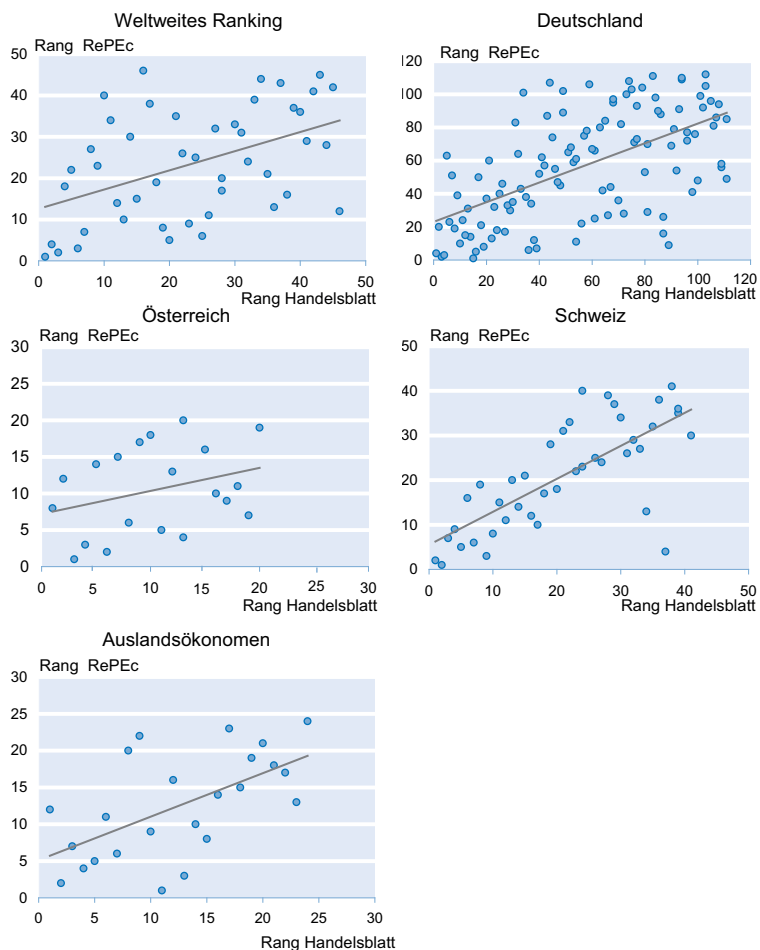 Weltweites Ranking
Rang RePEc
50
40
30
20
10
0
0 10 20 30 40 50
Rang Handelsblatt
Deutschland
Rang RePEc
120
100
80
60
40
20
0
0 20 40 60 80 100 120
Rang Handelsblatt
Österreich
Rang RePEc
30
25
20
15
10
5
0
0 5 10 15 20 30 30
Rang Handelsblatt
Schweiz
Rang RePEc
50
40
30
20
10
0
0 10 20 30 40 50
Rang Handelsblatt
Auslandsökonomen
Rang RePEc
30
25
20
15
10
5
0
0 5 10 15 20 25 30
Rang Handelsblatt